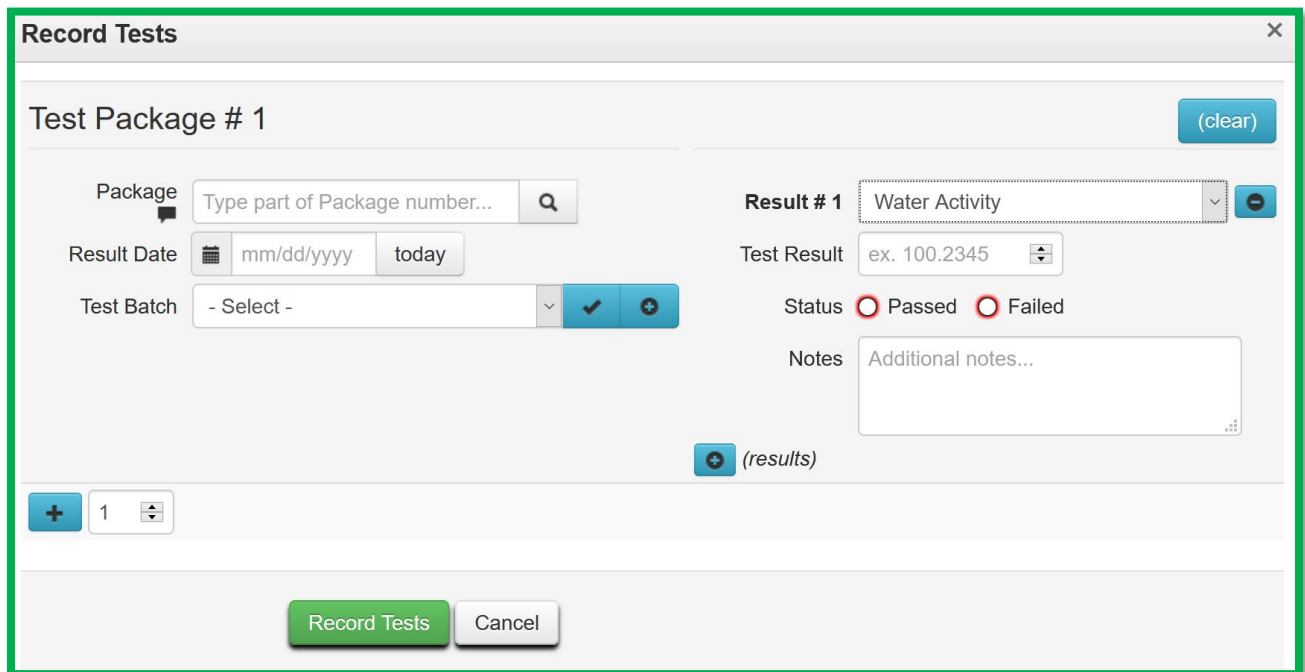 Record Tests ×
Test Package # 1
(clear)
Package Type part of Package number...
Result Date mm/dd/yyyy today
Test Batch - Select -
Result # 1 Water Activity
Test Result ex. 100.2345
Status Passed Failed
Notes Additional notes...
(results)
1
Record Tests Cancel